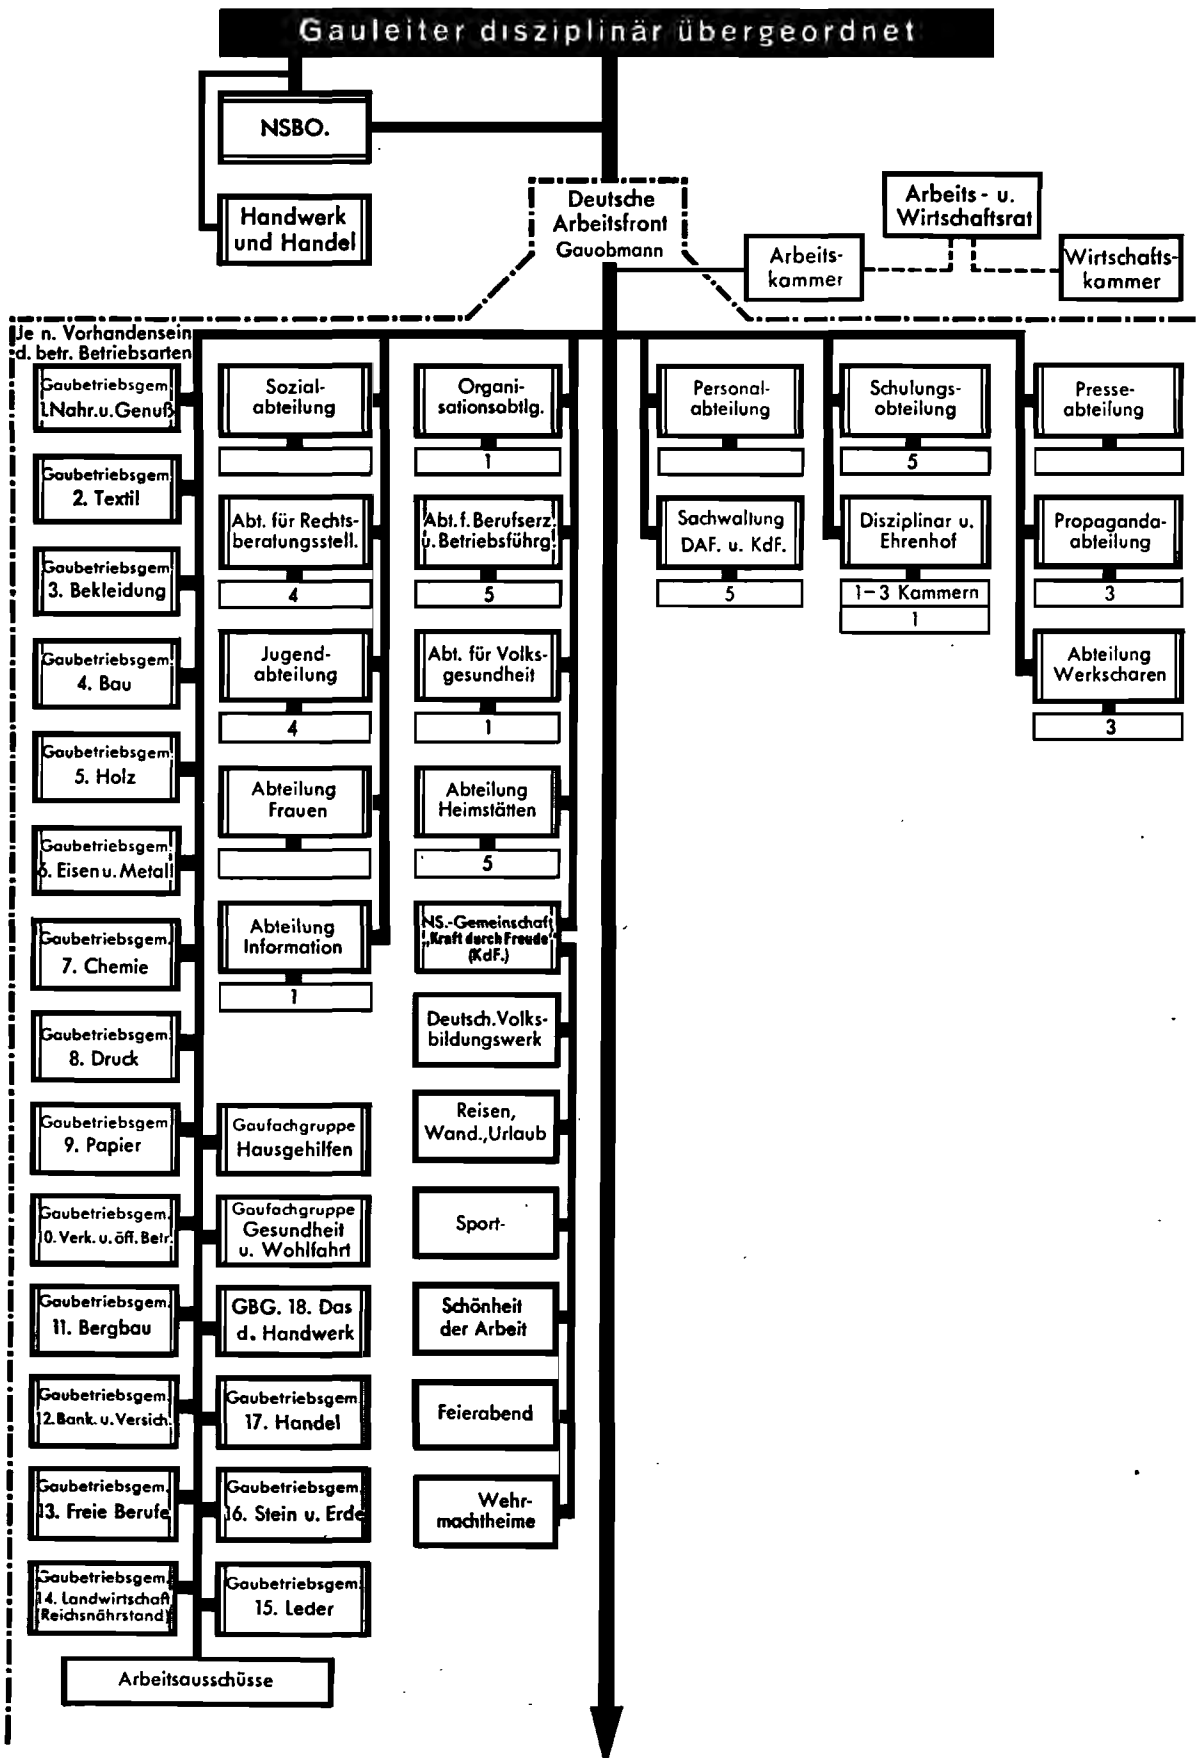 Gauleiter disziplinär übergeordnet
NSBO.
Handwerk
und Handel
Deutsche
Arbeitsfront
Gauobmann
Arbeits- u.
Wirtschaftsrat
Arbeits-
kammer
Wirtschafts-
kammer
Je n. Vorhandensein
d. betr. Betriebsarten
Gaubetriebsgem.
1.Nahr.u.Genuß
Gaubetriebsgem.
2. Textil
Gaubetriebsgem.
3. Bekleidung
Gaubetriebsgem.
4. Bau
Gaubetriebsgem.
5. Holz
Gaubetriebsgem.
6. Eisen u. Metall
Gaubetriebsgem.
7. Chemie
Gaubetriebsgem.
8. Druck
Gaubetriebsgem.
9. Papier
Gaubetriebsgem.
10. Verk. u. öff. Betr.
Gaubetriebsgem.
11. Bergbau
Gaubetriebsgem.
12. Bank. u. Versich.
Gaubetriebsgem.
13. Freie Berufe
Gaubetriebsgem.
14. Landwirtschaft
(Reichsnährstand)
Arbeitsausschüsse
Sozial-
abteilung
Abt. für Rechts-
beratungsstell.
4
Jugend-
abteilung
4
Abteilung
Frauen
Abteilung
Information
1
Gaufachgruppe
Hausgehilfen
Gaufachgruppe
Gesundheit
u. Wohlfahrt
GBG. 18. Das
d. Handwerk
Gaubetriebsgem.
17. Handel
Gaubetriebsgem.
16. Stein u. Erde
Gaubetriebsgem.
15. Leder
Organi-
sationsabtlg.
1
Abt. f. Berufserz.
u. Betriebsführg.
5
Abt. für Volks-
gesundheit
1
Abteilung
Heimstätten
5
NS.-Gemeinschaft
„Kraft durch Freude"
(KdF.)
Deutsch. Volks-
bildungswerk
Reisen,
Wand., Urlaub
Sport-
Schönheit
der Arbeit
Feierabend
Wehr-
machtheime
Personal-
abteilung
Sachwaltung
DAF. u. KdF.
5
Schulungs-
abteilung
5
Disziplinar u.
Ehrenhof
1-3 Kammern
1
Presse-
abteilung
Propaganda-
abteilung
3
Abteilung
Werkscharen
3